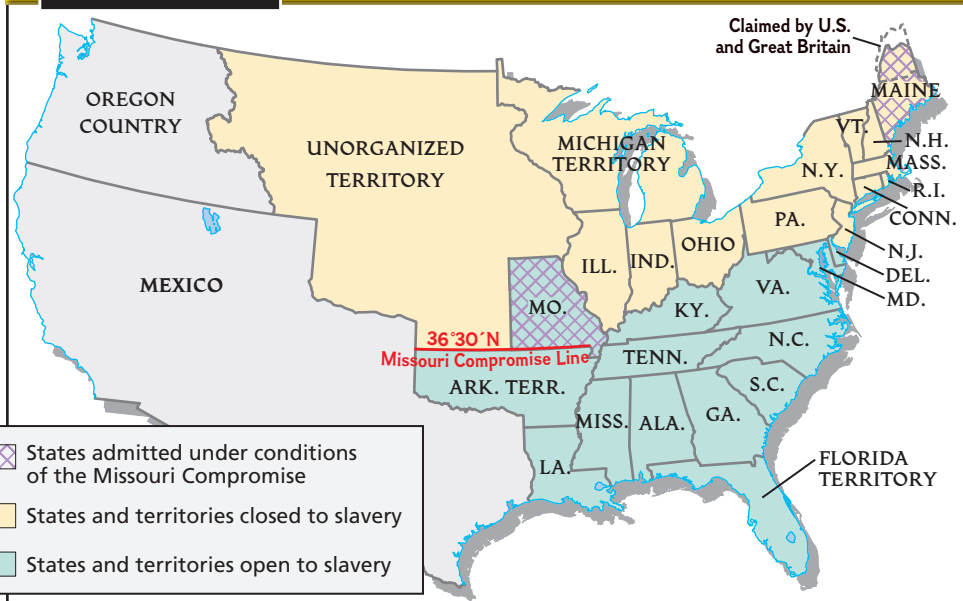 Claimed by U.S.
and Great Britain
OREGON
COUNTRY
UNORGANIZED
TERRITORY
MICHIGAN
TERRITORY
MAINE
VT.
N.H.
MASS.
N.Y.
R.I.
CONN.
PA.
N.J.
DEL.
MD.
OHIO
IND.
ILL.
MEXICO
MO.
KY.
VA.
36°30´N
Missouri Compromise Line
TENN.
N.C.
ARK. TERR.
S.C.
MISS.
ALA.
GA.
LA.
FLORIDA
TERRITORY
States admitted under conditions
of the Missouri Compromise
States and territories closed to slavery
States and territories open to slavery